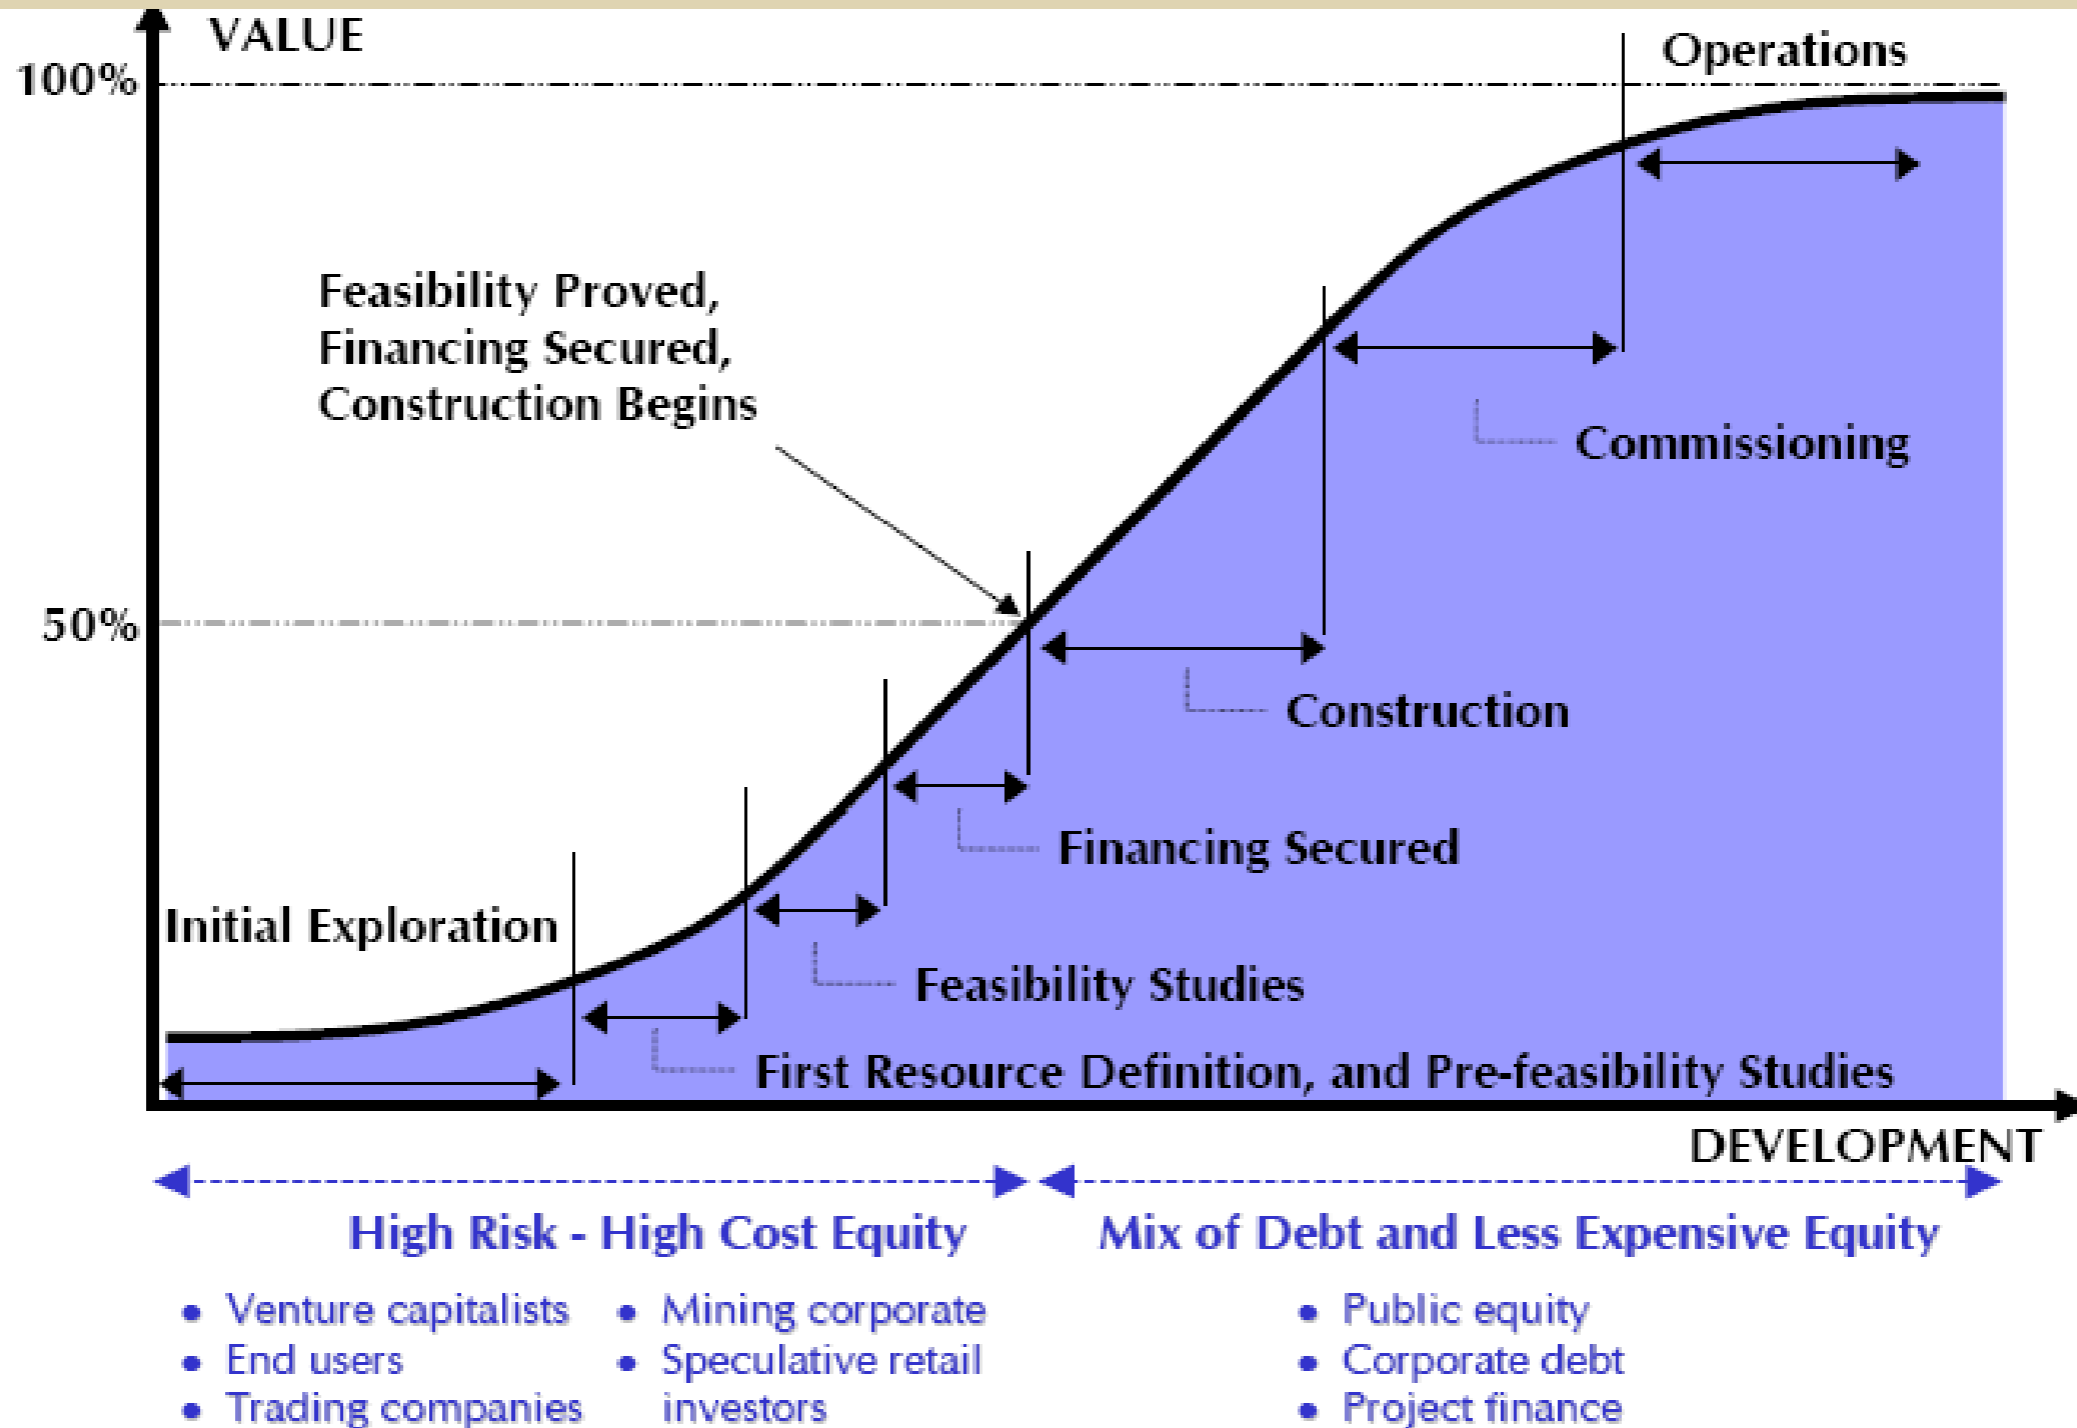 VALUE
Operations
100%
Feasibility Proved,
Financing Secured,
Construction Begins
Commissioning
50%
Construction
Financing Secured
Initial Exploration
Feasibility Studies
First Resource Definition, and Pre-feasibility Studies
DEVELOPMENT
High Risk - High Cost Equity
Mix of Debt and Less Expensive Equity
• Venture capitalists
• End users
• Trading companies
• Mining corporate
• Speculative retail
investors
• Public equity
• Corporate debt
• Project finance